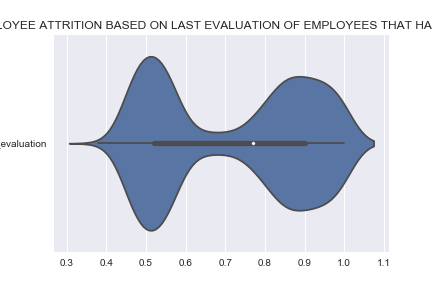 LOYEE ATTRITION BASED ON LAST EVALUATION OF EMPLOYEES THAT HA
_evaluation
0.3 0.4 0.5 0.6 0.7 0.8 0.9 1.0 1.1